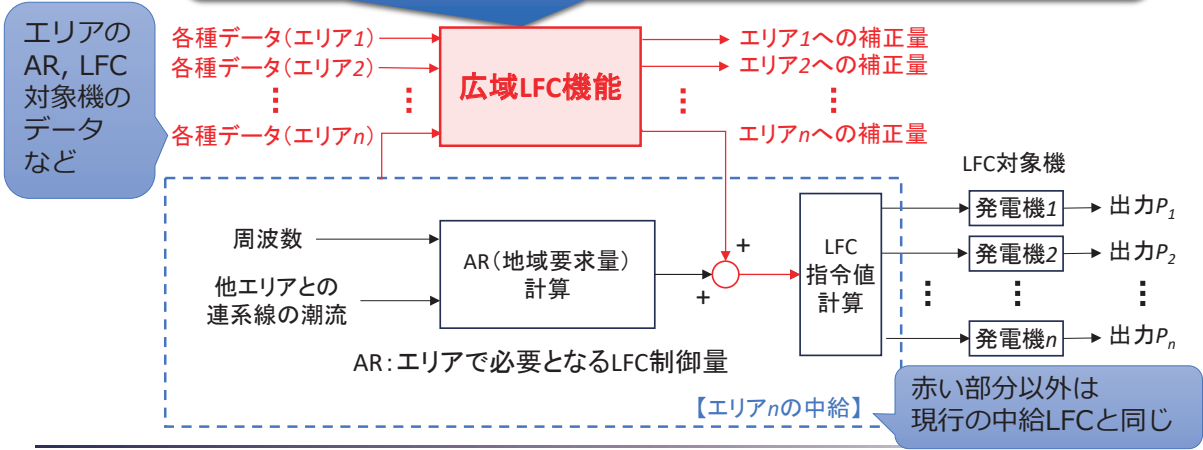 エリアの
AR, LFC
対象機の
データ
など
各種データ(エリア1)
各種データ(エリア2)
各種データ(エリアn)
広域LFC機能
エリア1への補正量
エリア2への補正量
エリアnへの補正量
LFC対象機
周波数
他エリアとの
連系線の潮流
AR(地域要求量)
計算
+
+
LFC
指令値
計算
発電機1
出力P1
発電機2
出力P2
発電機n
出力Pn
AR:エリアで必要となるLFC制御量
【エリアnの中給】
赤い部分以外は
現行の中給LFCと同じ